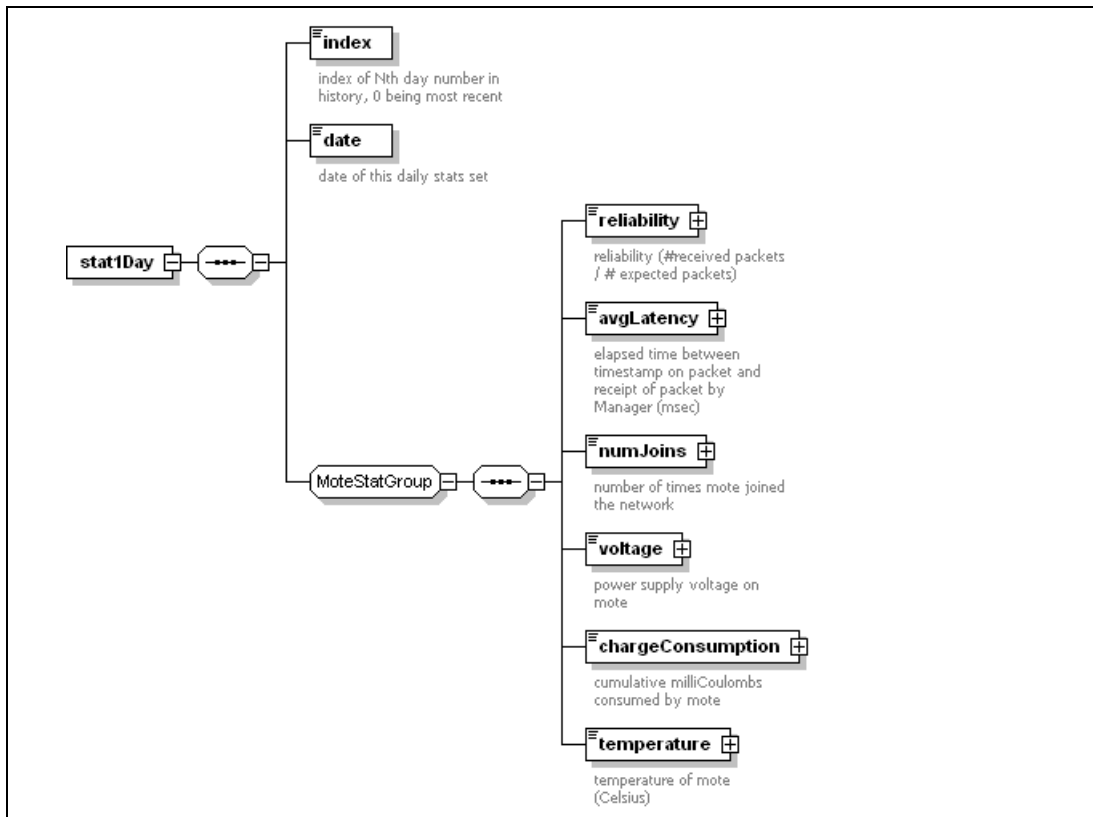 index
index of Nth day number in
history, 0 being most recent
date
date of this daily stats set
stat1Day
MoteStatGroup
reliability
reliability (#received packets
/ # expected packets)
avgLatency
elapsed time between
timestamp on packet and
receipt of packet by
Manager (msec)
numJoins
number of times mote joined
the network
voltage
power supply voltage on
mote
chargeConsumption
cumulative milliCoulombs
consumed by mote
temperature
temperature of mote
(Celsius)